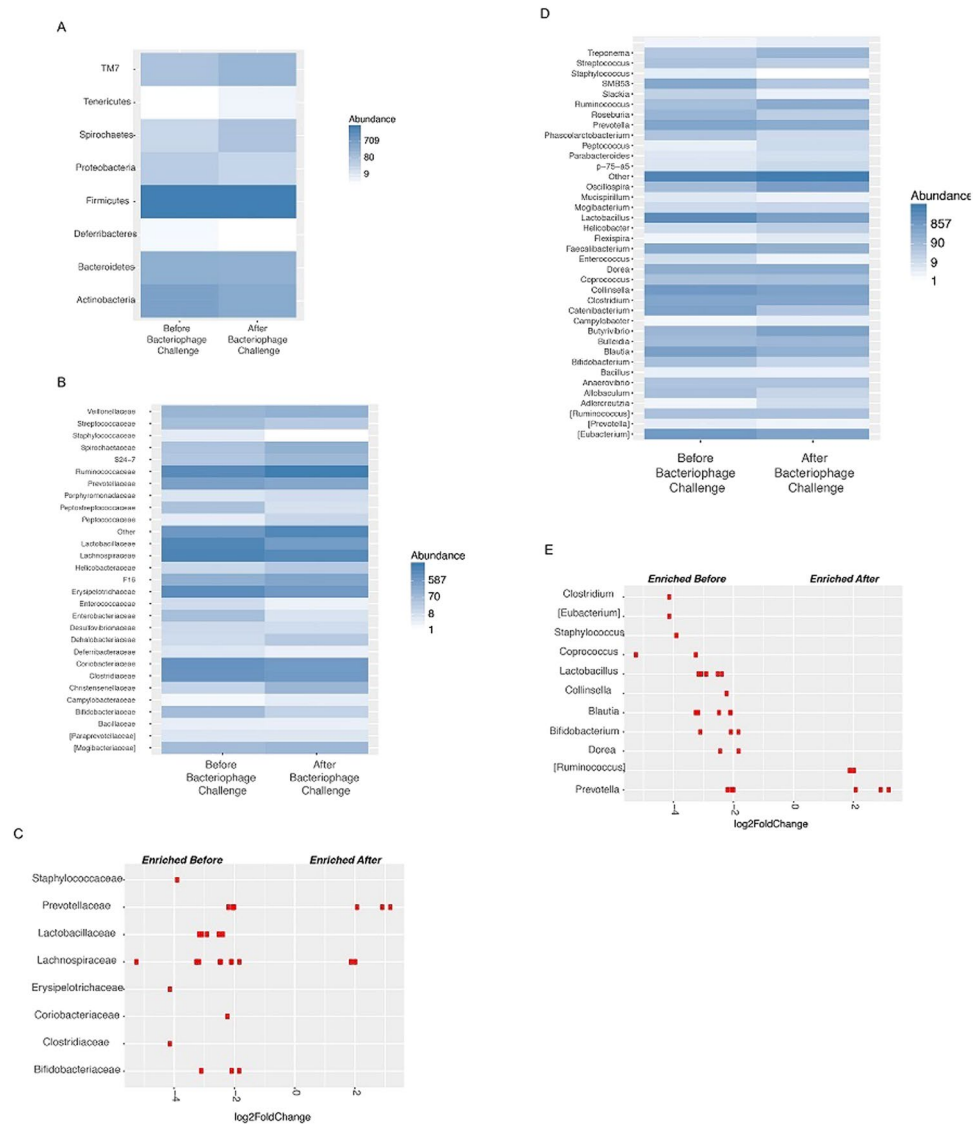 A
TM7
Tenericutes
Spirochaetes
Proteobacteria
Firmicutes
Deferribacteres
Bacteroidetes
Actinobacteria
Before
Bacteriophage
Challenge
After
Bacteriophage
Challenge
Abundance
709
80
9
B
Veillonellaceae
Streptococcaceae
Staphylococcaceae
Spirochaetaceae
S24-7
Ruminococcaceae
Prevotellaceae
Porphyromonadaceae
Peptostreptococcaceae
Peptococcaceae
Other
Lactobacillaceae
Lachnospiraceae
Helicobacteraceae
F16
Erysipelotrichaceae
Enterococcaceae
Enterobacteriaceae
Desulfovibrionaceae
Dehalobacteriaceae
Deferribacteraceae
Coriobacteriaceae
Clostridiaceae
Christensenellaceae
Campylobacteraceae
Bifidobacteriaceae
Bacillaceae
[Paraprevotellaceae]
[Mogibacteriaceae]
Before
Bacteriophage
Challenge
After
Bacteriophage
Challenge
Abundance
587
70
8
1
C
Enriched Before
Enriched After
Staphylococcaceae
Prevotellaceae
Lactobacillaceae
Lachnospiraceae
Erysipelotrichaceae
Coriobacteriaceae
Clostridiaceae
Bifidobacteriaceae
-4
-2
0
2
log2FoldChange
D
Treponema
Streptococcus
Staphylococcus
SMB53
Slackia
Ruminococcus
Roseburia
Prevotella
Phascolarctobacterium
Peptococcus
Parabacteroides
p-75-a5
Other
Oscillospira
Mucispirillum
Mogibacterium
Lactobacillus
Helicobacter
Flexispira
Faecalibacterium
Enterococcus
Dorea
Coprococcus
Collinsella
Clostridium
Catenibacterium
Campylobacter
Butyrivibrio
Bulleidia
Blautia
Bifidobacterium
Bacillus
Anaerovibrio
Allobaculum
Adlercreutzia
[Ruminococcus]
[Prevotella]
[Eubacterium]
Before
Bacteriophage
Challenge
After
Bacteriophage
Challenge
Abundance
857
90
9
1
E
Enriched Before
Enriched After
Clostridium
[Eubacterium]
Staphylococcus
Coprococcus
Lactobacillus
Collinsella
Blautia
Bifidobacterium
Dorea
[Ruminococcus]
Prevotella
-4
-2
0
2
log2FoldChange